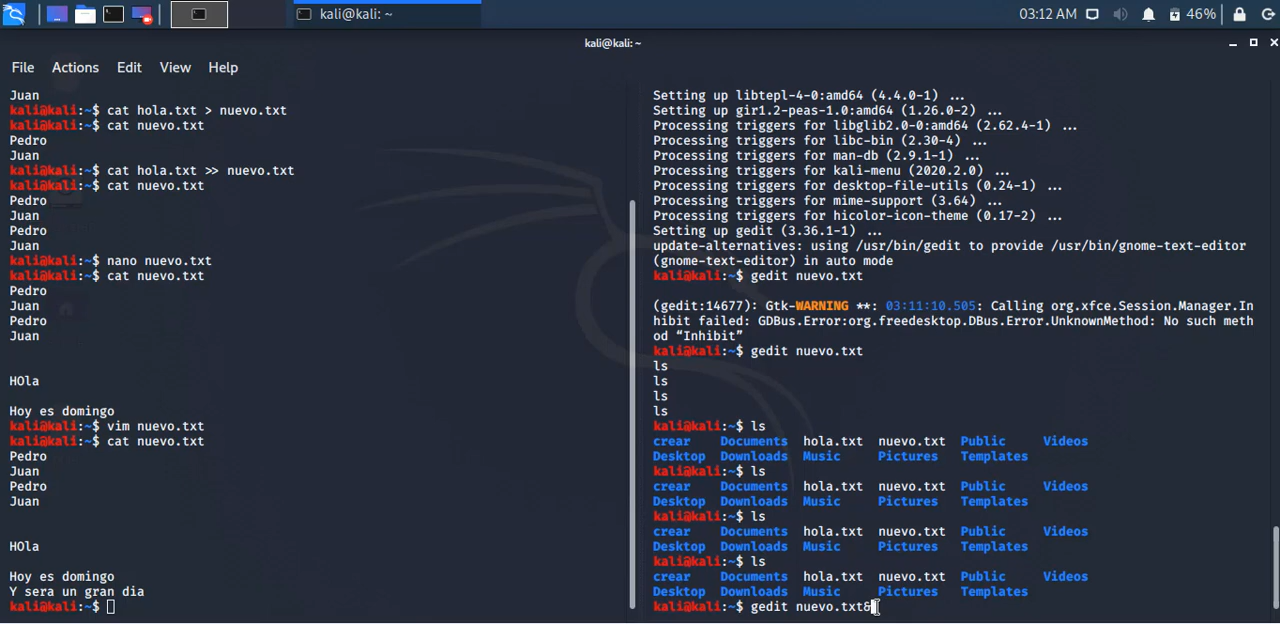 kali@kali: ~
03:12 AM
46%
kali@kali: ~
File Actions Edit View Help
Juan
kali@kali:~$ cat hola.txt > nuevo.txt
kali@kali:~$ cat nuevo.txt
Pedro
Juan
kali@kali:~$ cat hola.txt >> nuevo.txt
kali@kali:~$ cat nuevo.txt
Pedro
Juan
Pedro
Juan
kali@kali:~$ nano nuevo.txt
kali@kali:~$ cat nuevo.txt
Pedro
Juan
Pedro
Juan
HOla
Hoy es domingo
kali@kali:~$ vim nuevo.txt
kali@kali:~$ cat nuevo.txt
Pedro
Juan
Pedro
Juan
HOla
Hoy es domingo
Y sera un gran dia
kali@kali:~$
Setting up libtepl-4-0:amd64 (4.4.0-1) ...
Setting up gir1.2-peas-1.0:amd64 (1.26.0-2) ...
Processing triggers for libglib2.0-0:amd64 (2.62.4-1) ...
Processing triggers for libc-bin (2.30-4) ...
Processing triggers for man-db (2.9.1-1) ...
Processing triggers for kali-menu (2020.2.0) ...
Processing triggers for desktop-file-utils (0.24-1) ...
Processing triggers for mime-support (3.64) ...
Processing triggers for hicolor-icon-theme (0.17-2) ...
Setting up gedit (3.36.1-1) ...
update-alternatives: using /usr/bin/gedit to provide /usr/bin/gnome-text-editor
(gnome-text-editor) in auto mode
kali@kali:~$ gedit nuevo.txt
(gedit:14677): Gtk-WARNING **: 03:11:10.505: Calling org.xfce.Session.Manager.In
hibit failed: GDBus.Error:org.freedesktop.DBus.Error.UnknownMethod: No such meth
od “Inhibit”
kali@kali:~$ gedit nuevo.txt
ls
ls
ls
ls
kali@kali:~$ ls
crear Documents hola.txt nuevo.txt Public Videos
Desktop Downloads Music Pictures Templates
kali@kali:~$ ls
crear Documents hola.txt nuevo.txt Public Videos
Desktop Downloads Music Pictures Templates
kali@kali:~$ ls
crear Documents hola.txt nuevo.txt Public Videos
Desktop Downloads Music Pictures Templates
kali@kali:~$ ls
crear Documents hola.txt nuevo.txt Public Videos
Desktop Downloads Music Pictures Templates
kali@kali:~$ gedit nuevo.txt&